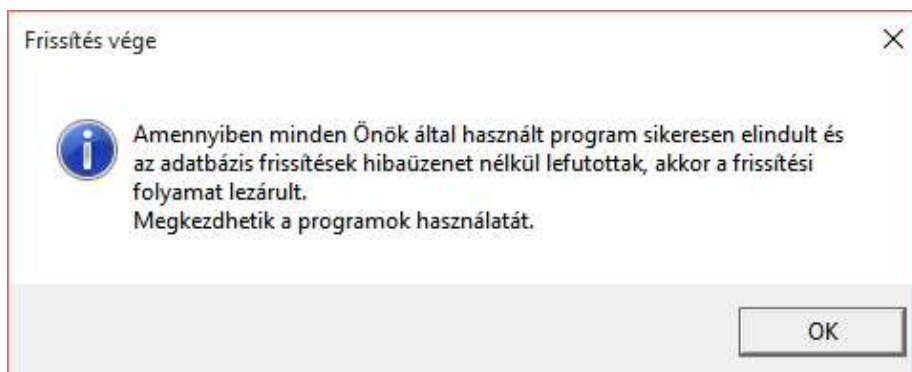 Frissítés vége
Amennyiben minden Önök által használt program sikeresen elindult és
az adatbázis frissítések hibaüzenet nélkül lefutottak, akkor a frissítési
folyamat lezárult.
Megkezdhetik a programok használatát.
OK